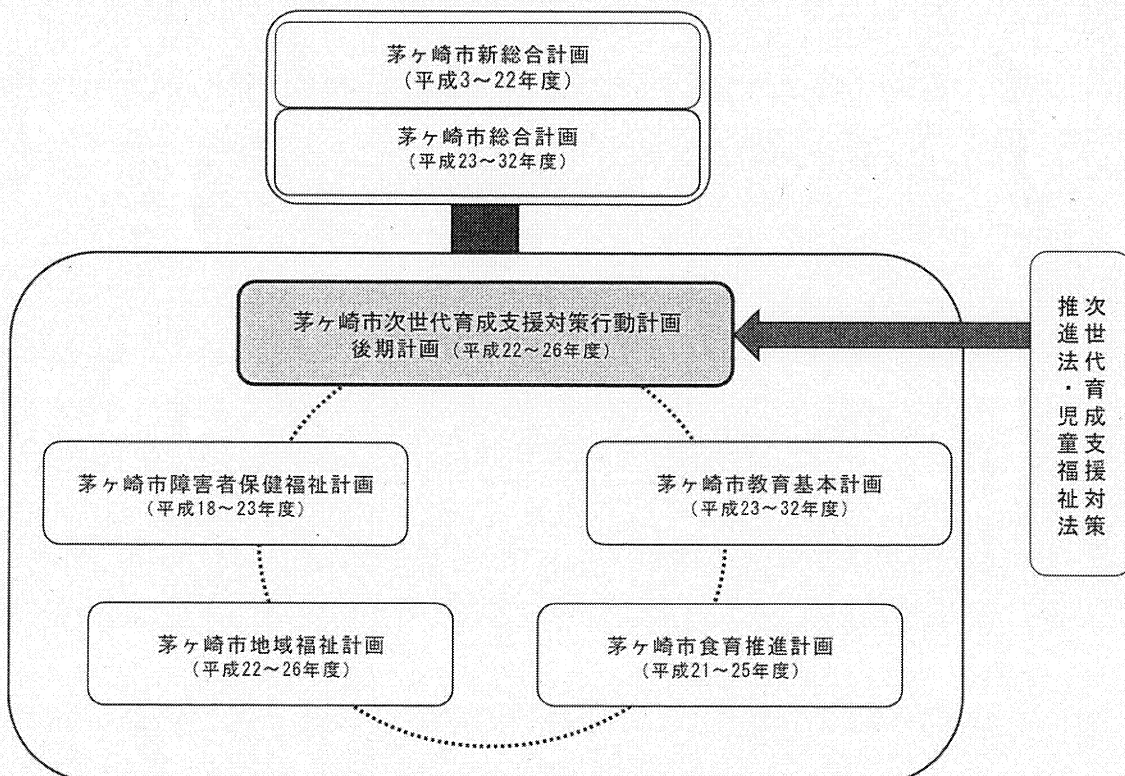 茅ヶ崎市新総合計画
(平成3～22年度)
茅ヶ崎市総合計画
(平成23～32年度)
茅ヶ崎市次世代育成支援対策行動計画
後期計画 (平成22～26年度)
次世代育成支援対策
推進法・児童福祉法
茅ヶ崎市障害者保健福祉計画
(平成18～23年度)
茅ヶ崎市教育基本計画
(平成23～32年度)
茅ヶ崎市地域福祉計画
(平成22～26年度)
茅ヶ崎市食育推進計画
(平成21～25年度)